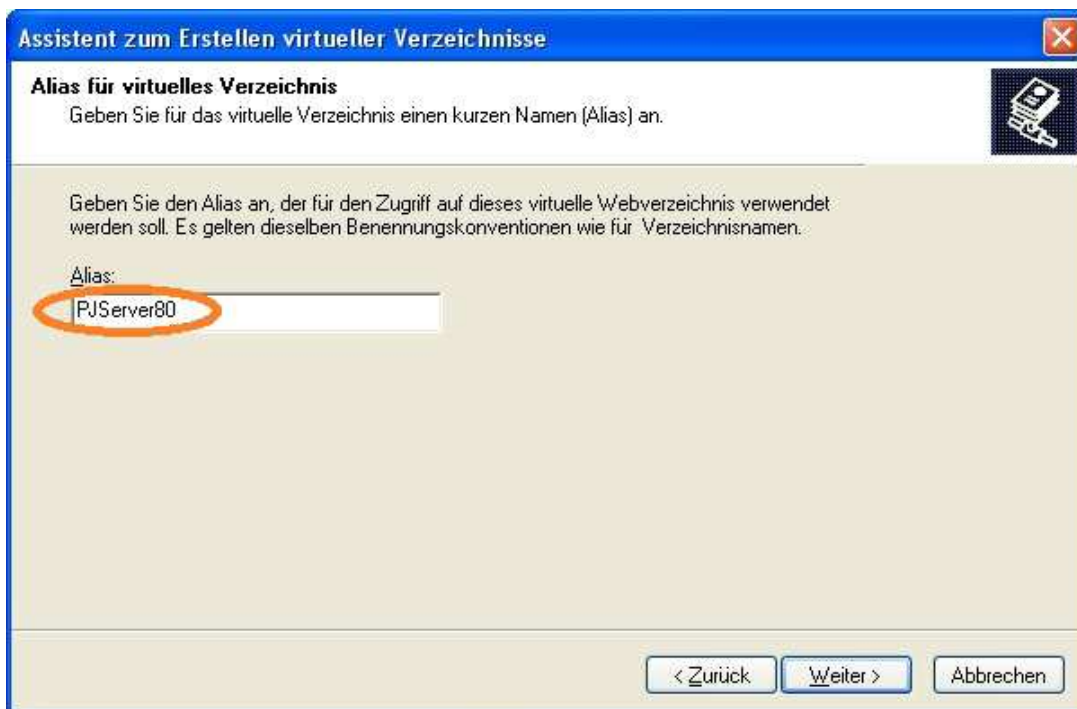 Assistent zum Erstellen virtueller Verzeichnisse
Alias für virtuelles Verzeichnis
Geben Sie für das virtuelle Verzeichnis einen kurzen Namen (Alias) an.
Geben Sie den Alias an, der für den Zugriff auf dieses virtuelle Webverzeichnis verwendet
werden soll. Es gelten dieselben Benennungskonventionen wie für Verzeichnisnamen.
Alias:
PJServer80
< Zurück Weiter > Abbrechen